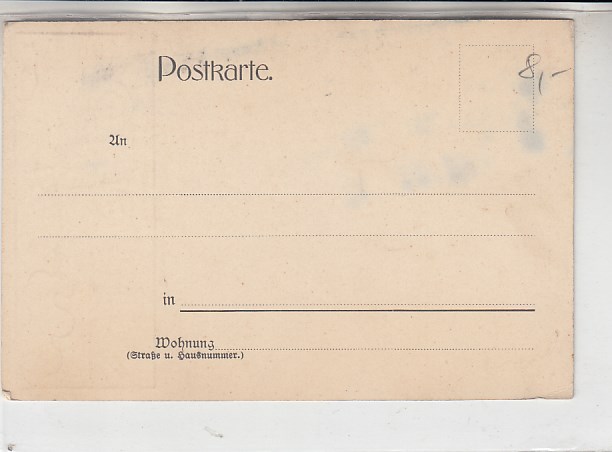 Postkarte.
8,-
An
in
Wohnung
(Straße u. Hausnummer.)